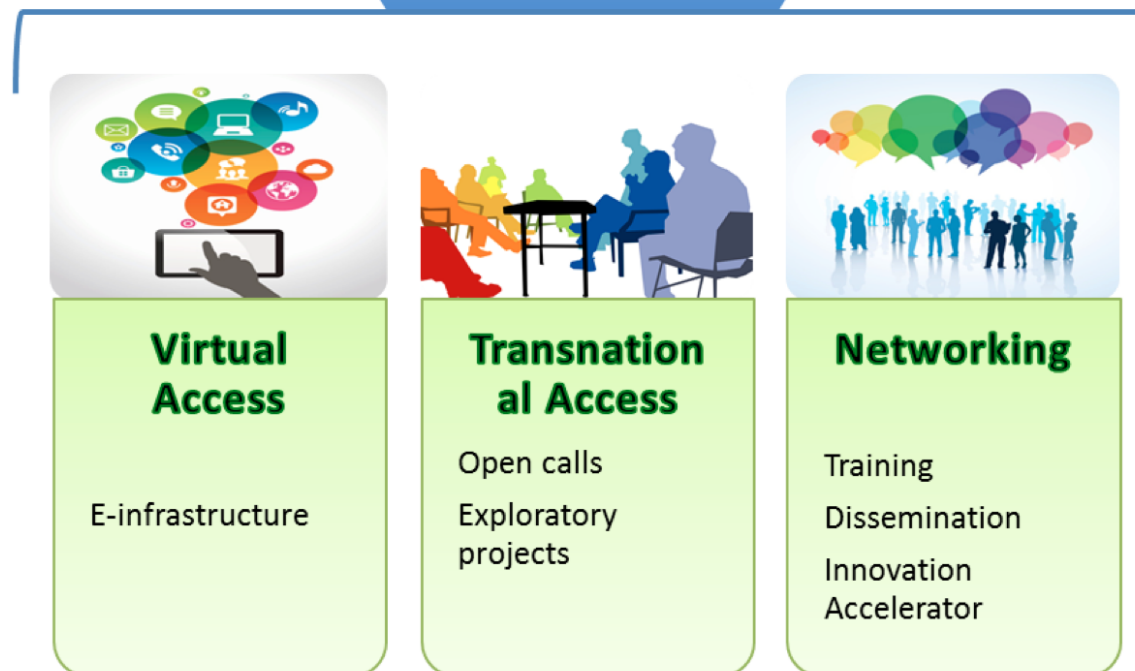 Virtual
Access
E-infrastructure
Transnation
al Access
Open calls
Exploratory
projects
Networking
Training
Dissemination
Innovation
Accelerator